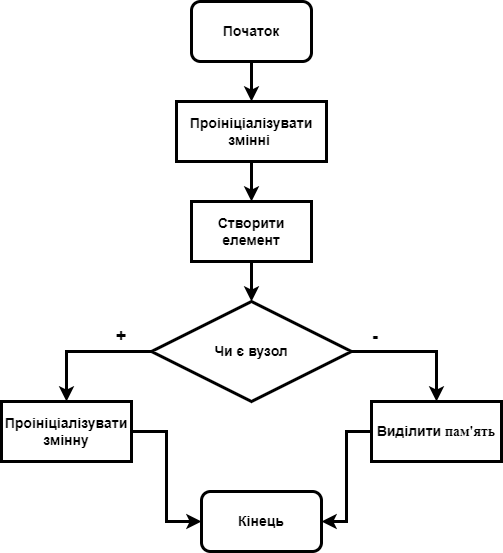 Початок
Проініціалізувати
змінні
Створити
елемент
+
-
Чи є вузол
Проініціалізувати
змінну
Виділити пам'ять
Кінець